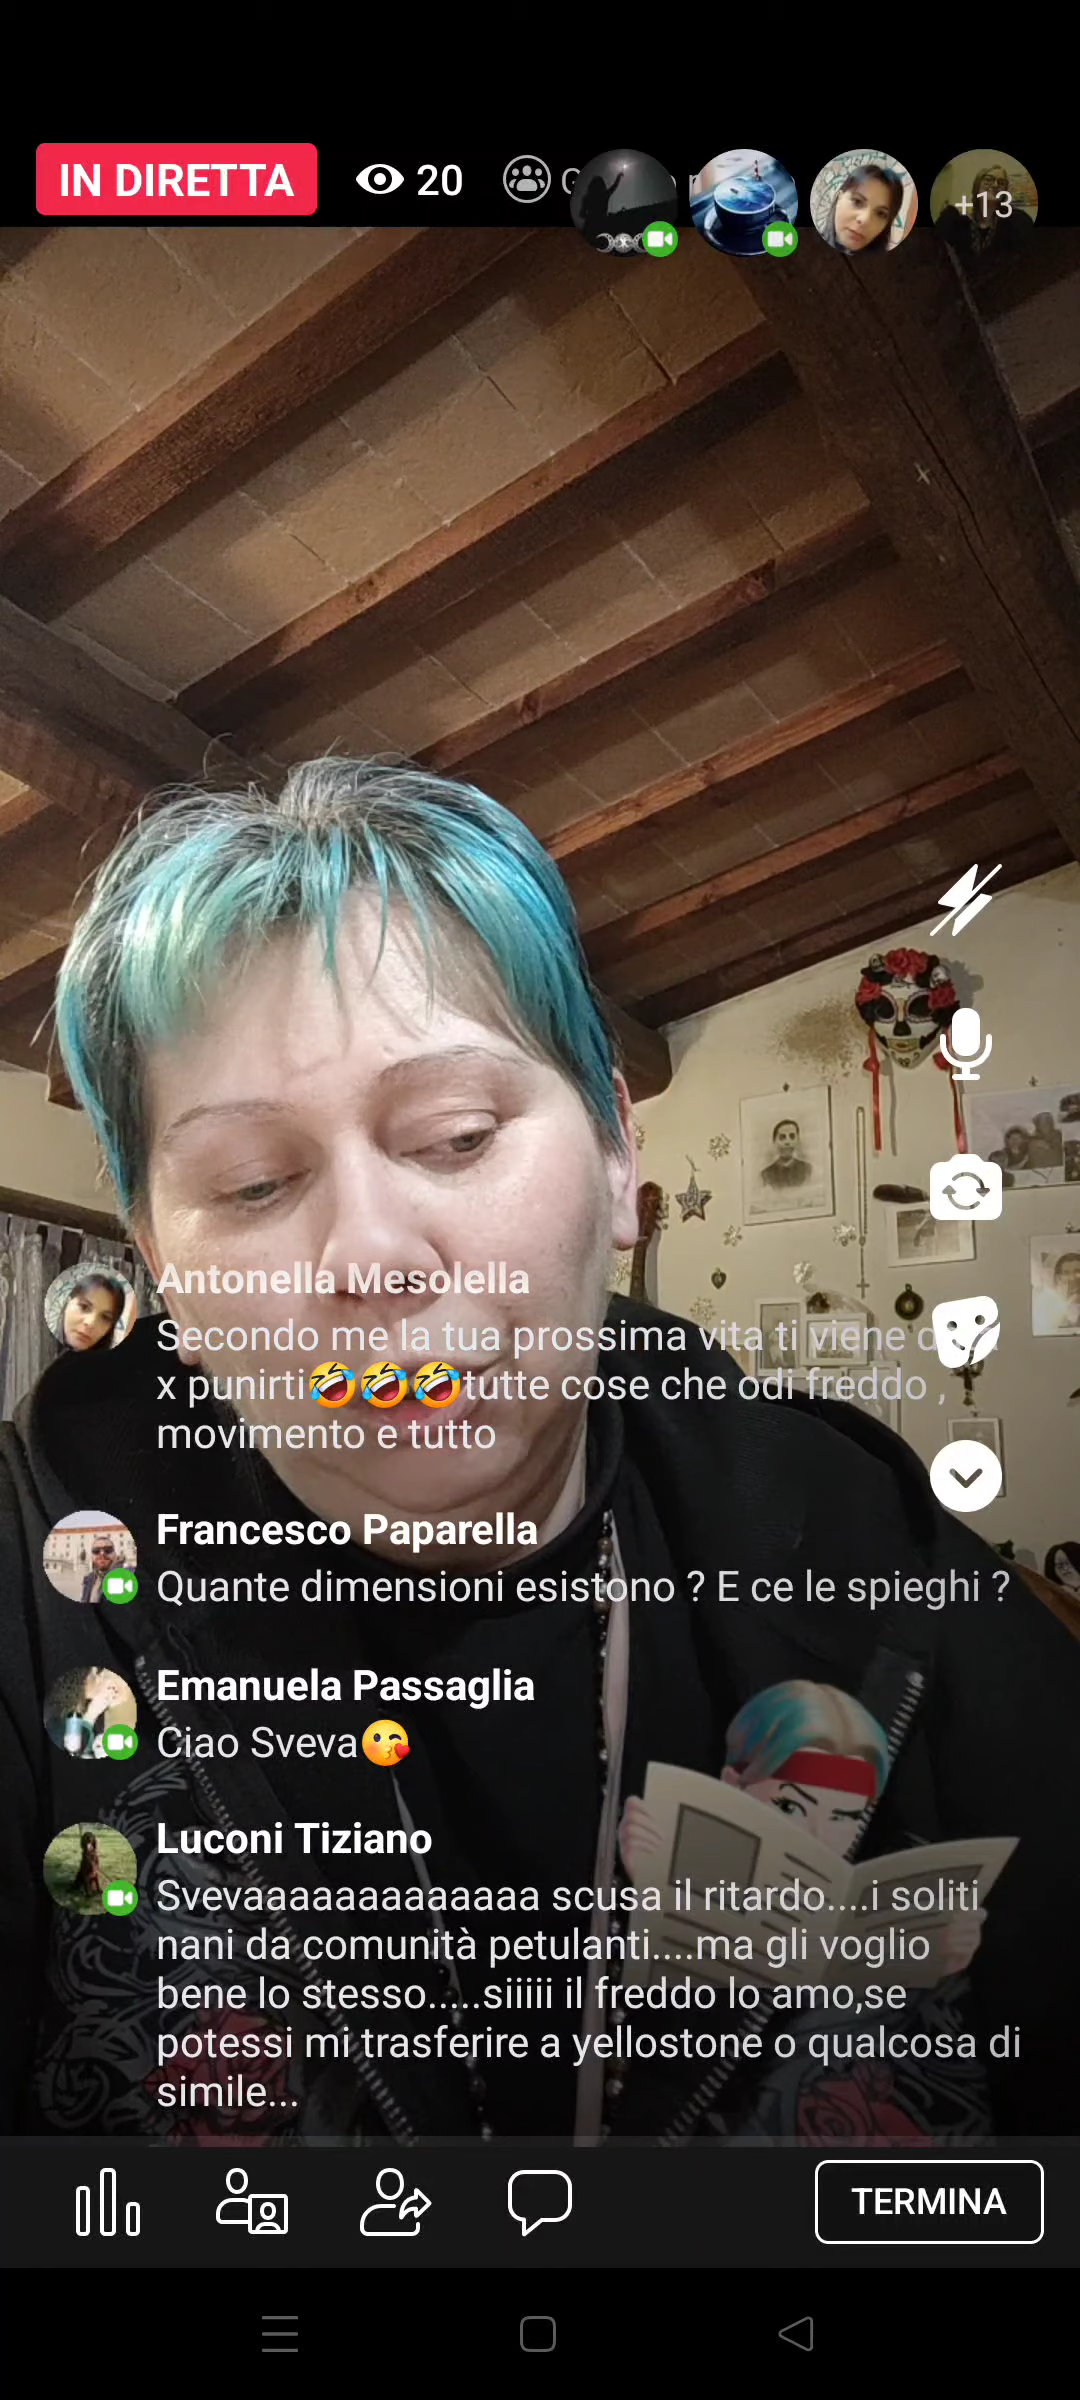 IN DIRETTA
20
+13
Antonella Mesolella
Secondo me la tua prossima vita ti viene
x punirti🤣🤣🤣tutte cose che odi freddo ,
movimento e tutto
Francesco Paparella
Quante dimensioni esistono ? E ce le spieghi ?
Emanuela Passaglia
Ciao Sveva😘
Luconi Tiziano
Svevaaaaaaaaaaaaa scusa il ritardo....i soliti
nani da comunità petulanti....ma gli voglio
bene lo stesso.....siiiii il freddo lo amo,se
potessi mi trasferire a yellostone o qualcosa di
simile...
TERMINA